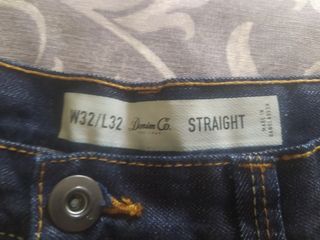 W32/L32 Denim Co. STRAIGHT
MADE IN
BANGLADESH